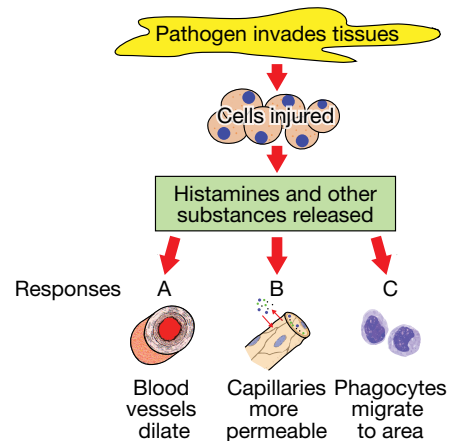 Pathogen invades tissues
Cells injured
Histamines and other
substances released
Responses A B C
Blood
vessels
dilate
Capillaries
more
permeable
Phagocytes
migrate
to area